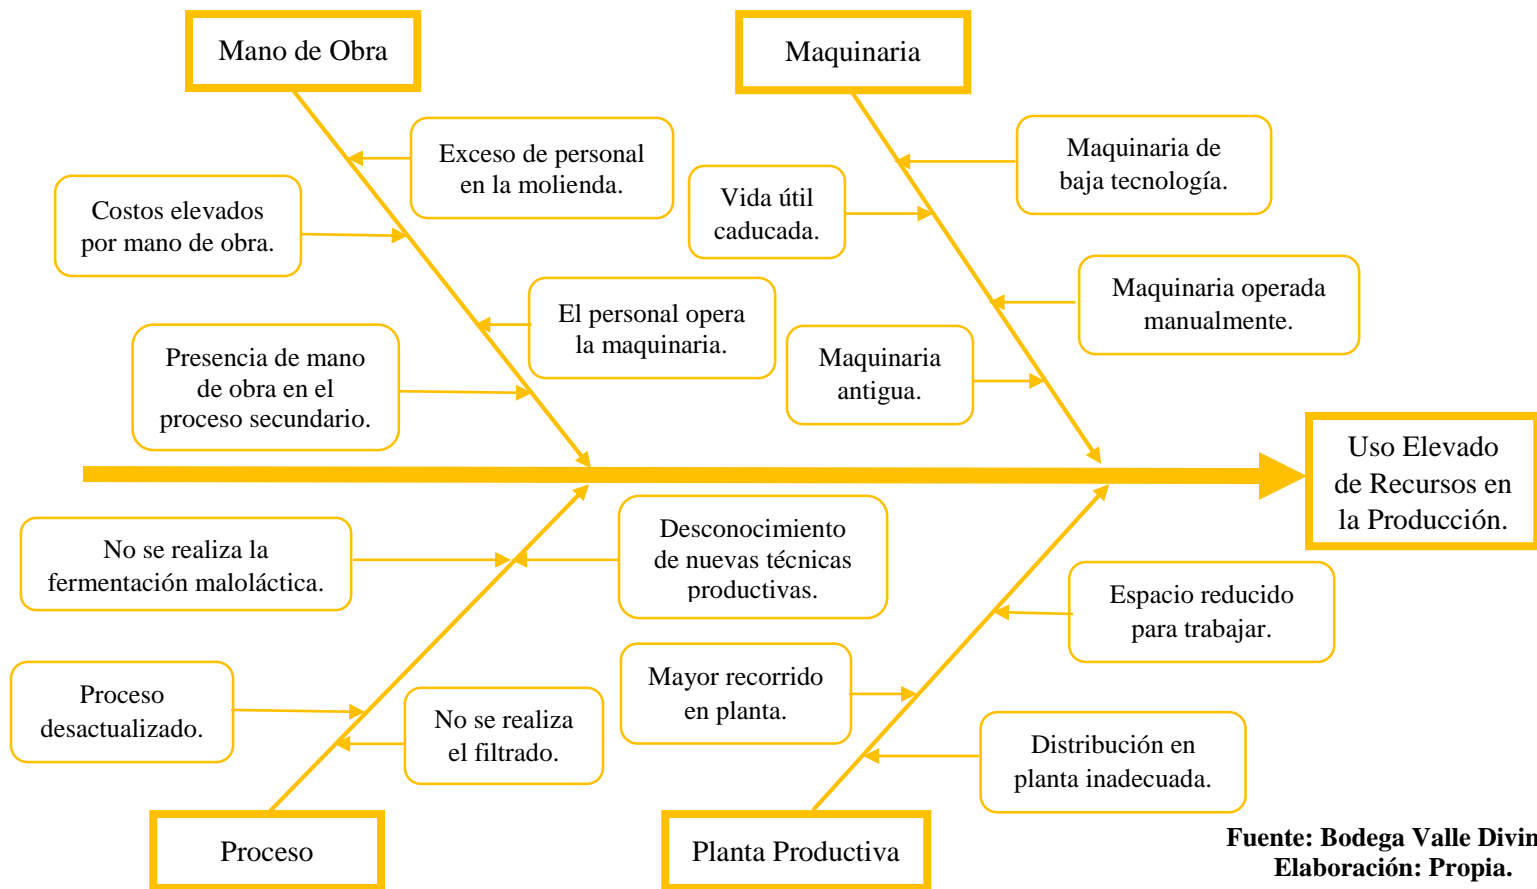 Mano de Obra
Maquinaria
Exceso de personal
en la molienda.
Costos elevados
por mano de obra.
El personal opera
la maquinaria.
Presencia de mano
de obra en el
proceso secundario.
Maquinaria de
baja tecnología.
Vida útil
caducada.
Maquinaria operada
manualmente.
Maquinaria
antigua.
Uso Elevado
de Recursos en
la Producción.
No se realiza la
fermentación maloláctica.
Desconocimiento
de nuevas técnicas
productivas.
Proceso
desactualizado.
No se realiza
el filtrado.
Espacio reducido
para trabajar.
Mayor recorrido
en planta.
Distribución en
planta inadecuada.
Proceso
Planta Productiva
Fuente: Bodega Valle Divin
Elaboración: Propia.